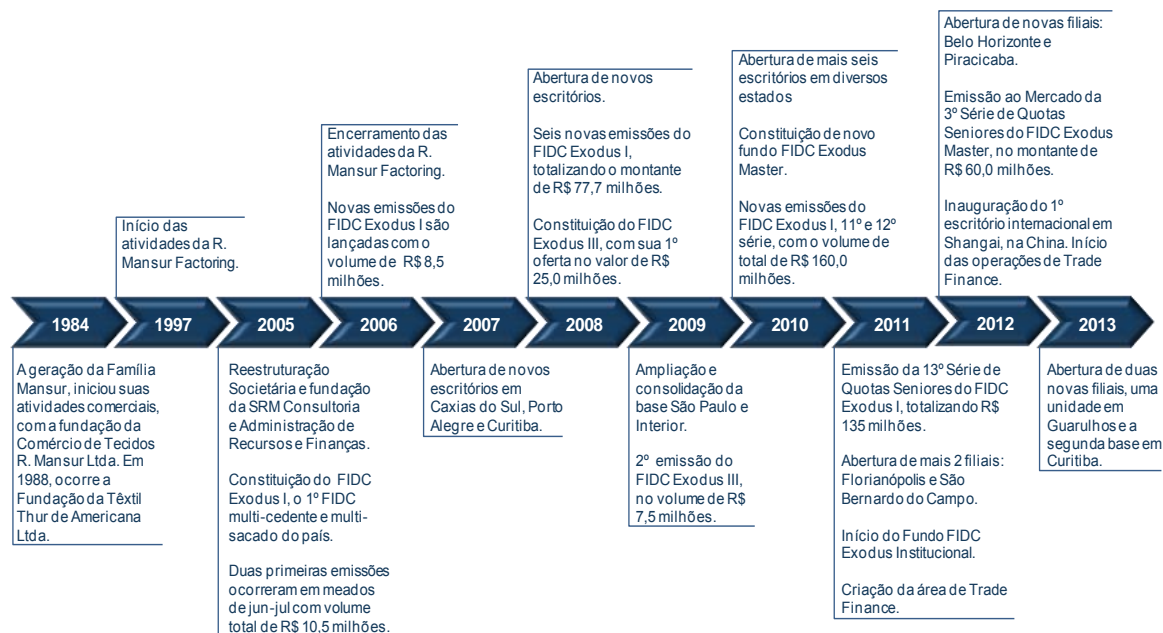 Abertura de novas filiais:
Belo Horizonte e
Piracicaba.
Emissão ao Mercado da
3º Série de Quotas
Seniores do FIDC Exodus
Master, no montante de
R$ 60,0 milhões.
Inauguração do 1º
escritório internacional em
Shangai, na China. Início
das operações de Trade
Finance.
Abertura de mais seis
escritórios em diversos
estados
Constituição de novo
fundo FIDC Exodus
Master.
Novas emissões do
FIDC Exodus I, 11º e 12º
série, com o volume de
total de R$ 160,0
milhões.
Abertura de novos
escritórios.
Seis novas emissões do
FIDC Exodus I,
totalizando o montante
de R$ 77,7 milhões.
Constituição do FIDC
Exodus III, com sua 1º
oferta no valor de R$
25,0 milhões.
Encerramento das
atividades da R.
Mansur Factoring.
Novas emissões do
FIDC Exodus I são
lançadas com o
volume de R$ 8,5
milhões.
Início das
atividades da R.
Mansur Factoring.
1984 1997 2005 2006 2007 2008 2009 2010 2011 2012 2013
A geração da Família
Mansur, iniciou suas
atividades comerciais,
com a fundação da
Comércio de Tecidos
R. Mansur Ltda. Em
1988, ocorre a
Fundação da Têxtil
Thur de Americana
Ltda.
Reestruturação
Societária e fundação
da SRM Consultoria
e Administração de
Recursos e Finanças.
Constituição do FIDC
Exodus I, o 1º FIDC
multi-cedente e multi-
sacado do país.
Duas primeiras emissões
ocorreram em meados
de jun-jul com volume
total de R$ 10,5 milhões.
Abertura de novos
escritórios em
Caxias do Sul, Porto
Alegre e Curitiba.
Ampliação e
consolidação da
base São Paulo e
Interior.
2º emissão do
FIDC Exodus III,
no volume de R$
7,5 milhões.
Emissão da 13º Série de
Quotas Seniores do FIDC
Exodus I, totalizando R$
135 milhões.
Abertura de mais 2 filiais:
Florianópolis e São
Bernardo do Campo.
Início do Fundo FIDC
Exodus Institucional.
Criação da área de Trade
Finance.
Abertura de duas
novas filiais, uma
unidade em
Guarulhos e a
segunda base em
Curitiba.